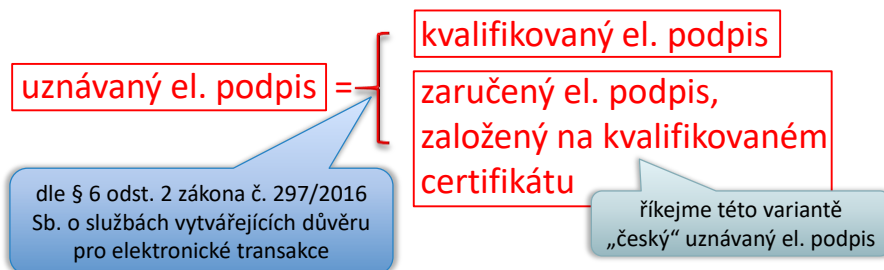 kvalifikovaný el. podpis
uznávaný el. podpis =
zaručený el. podpis,
založený na kvalifikovaném
certifikátu
dle § 6 odst. 2 zákona č. 297/2016
Sb. o službách vytvářejících důvěru
pro elektronické transakce
říkejme této variantě
„český“ uznávaný el. podpis